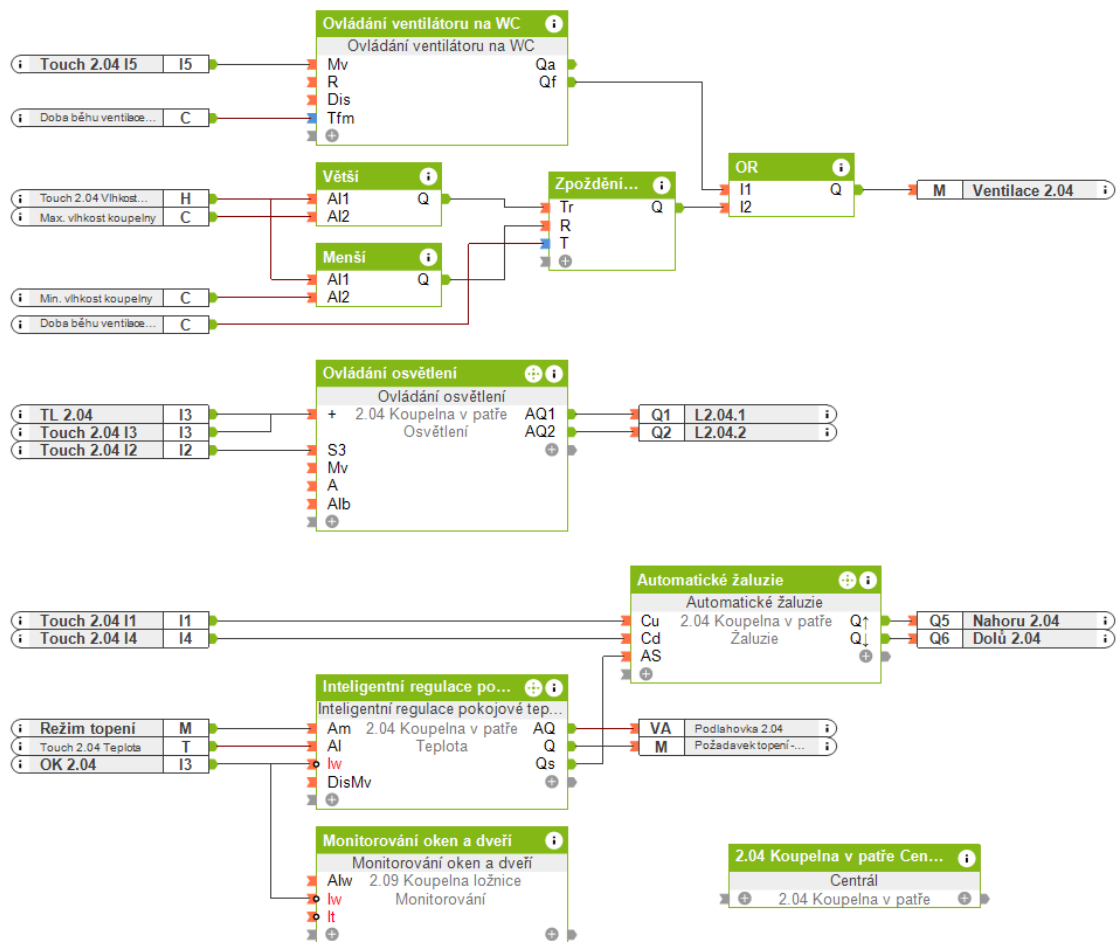 Ovládání ventilátoru na WC i
Ovládání ventilátoru na WC
i Touch 2.04 I5 I5
Mv Qa
R Qf
Dis
i Doba běhu ventilace... C
Tfm
Větší i
i Touch 2.04 Vlhkost... H
AI1 Q
i Max. vlhkost koupelny C
AI2
Menší i
AI1 Q
i Min. vlhkost koupelny C
AI2
i Doba běhu ventilace... C
Zpoždění... i
Tr Q
R
T
OR i
I1 Q
I2
M Ventilace 2.04 i
Ovládání osvětlení i
Ovládání osvětlení
i TL 2.04 I3
+ 2.04 Koupelna v patře AQ1
Q1 L2.04.1 i
i Touch 2.04 I3 I3
Osvětlení AQ2
Q2 L2.04.2 i
i Touch 2.04 I2 I2
S3
Mv
A
AIb
Automatické žaluzie i
Automatické žaluzie
i Touch 2.04 I1 I1
Cu 2.04 Koupelna v patře Q↑
Q5 Nahoru 2.04 i
i Touch 2.04 I4 I4
Cd Žaluzie Q↓
Q6 Dolů 2.04 i
AS
Inteligentní regulace po... i
Inteligentní regulace pokojové tep...
i Režim topení M
Am 2.04 Koupelna v patře AQ
VA Podlahovka 2.04 i
i Touch 2.04 Teplota T
AI Teplota Q
M Požadavek topení -... i
i OK 2.04 I3
Iw Qs
DisMv
Monitorování oken a dveří i
Monitorování oken a dveří
AIw 2.09 Koupelna ložnice
Iw Monitorování
It
2.04 Koupelna v patře Cen... i
Centrál
2.04 Koupelna v patře